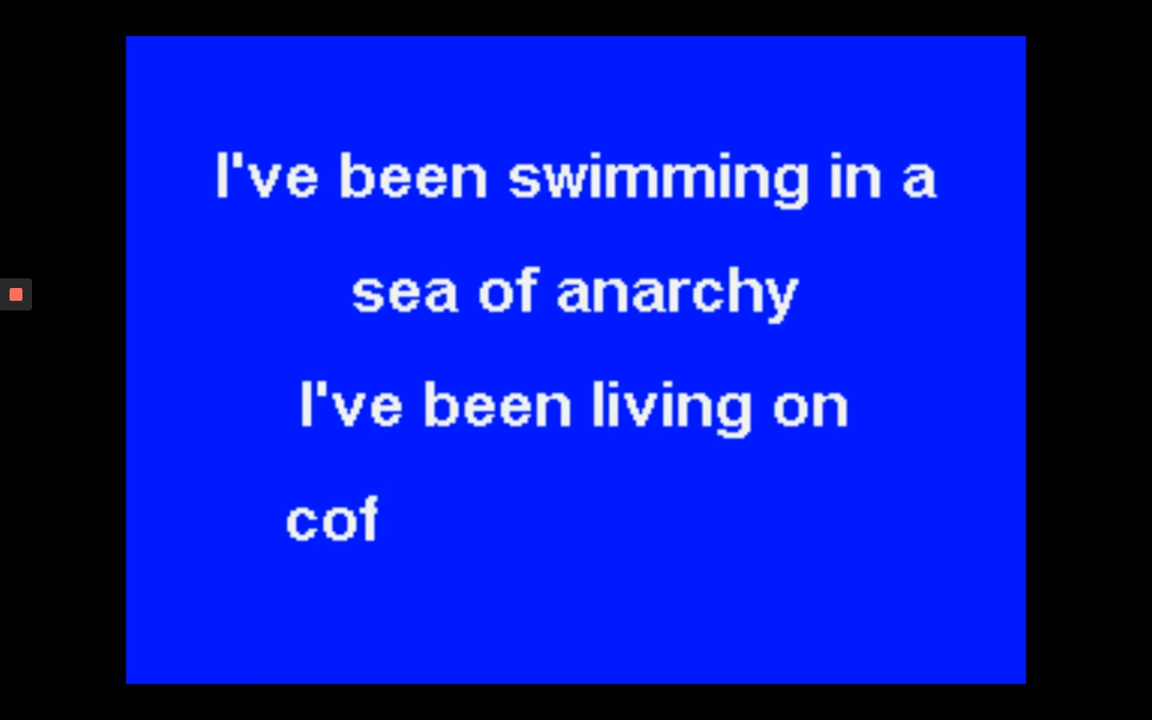 I've been swimming in a
sea of anarchy
I've been living on
cof